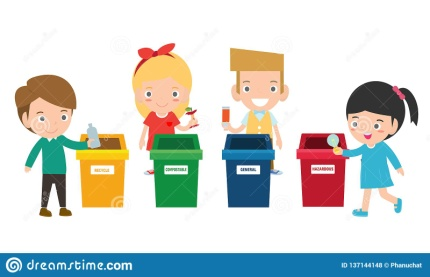 RECYCLE
COMPOSTABLE
GENERAL
HAZARDOUS
dreamstime.com
ID 137144148 © Phanuchat